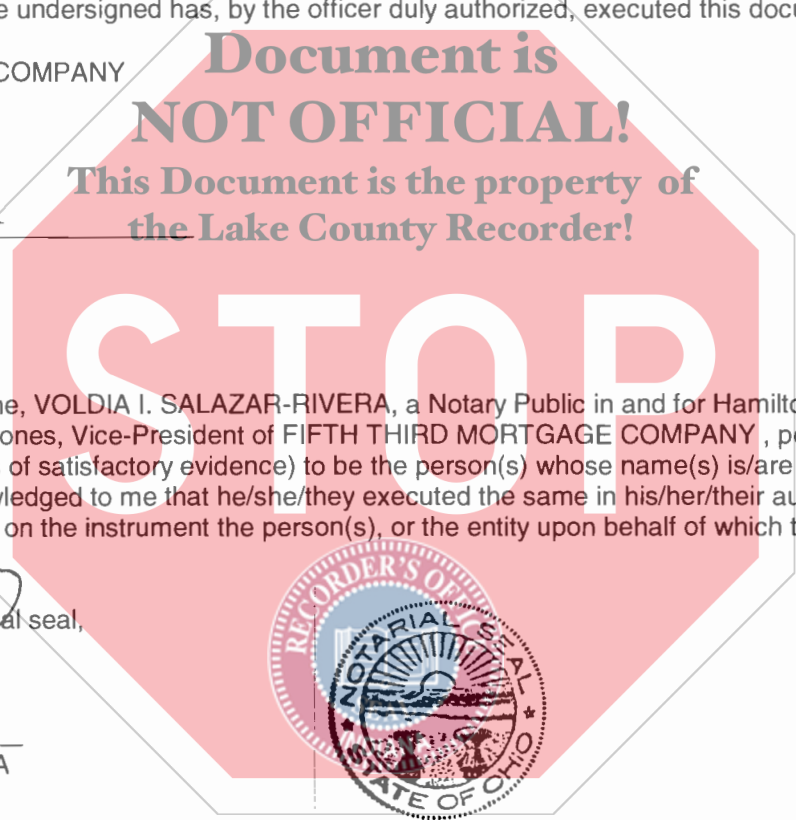 e undersigned has, by the officer duly authorized, executed this docu
COMPANY
Document is
NOT OFFICIAL!
This Document is the property of
the Lake County Recorder!
STOP
ne, VOLDIA I. SALAZAR-RIVERA, a Notary Public in and for Hamilto
ones, Vice-President of FIFTH THIRD MORTGAGE COMPANY , pe
of satisfactory evidence) to be the person(s) whose name(s) is/are
vledged to me that he/she/they executed the same in his/her/their au
on the instrument the person(s), or the entity upon behalf of which t
al seal,
RECORDER'S OFFICE
NOTARIAL SEAL
STATE OF OHIO
A